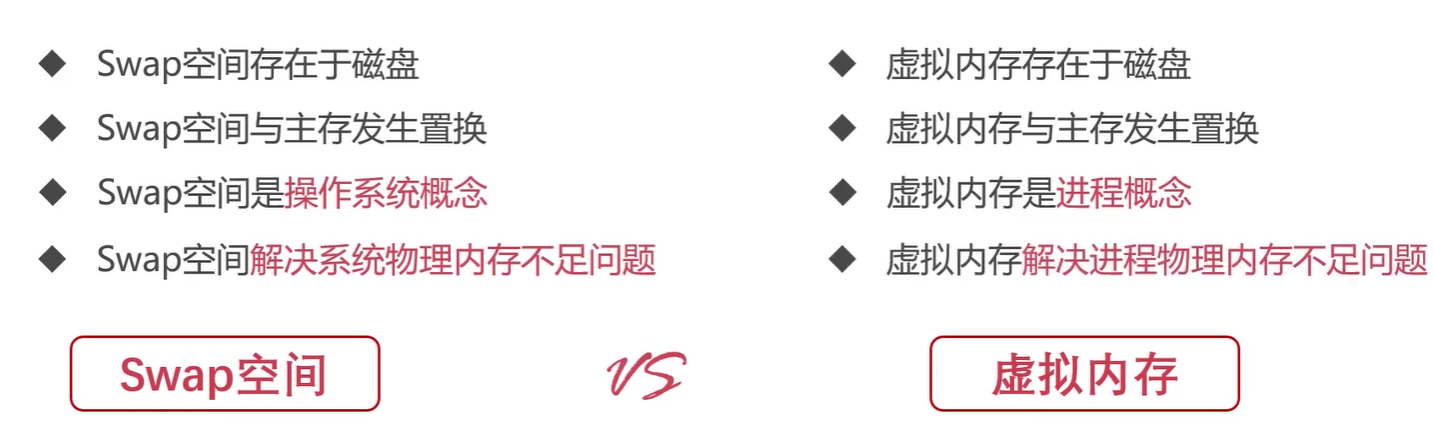 Swap空间存在于磁盘
Swap空间与主存发生置换
Swap空间是操作系统概念
Swap空间解决系统物理内存不足问题
Swap空间
VS
虚拟内存存在于磁盘
虚拟内存与主存发生置换
虚拟内存是进程概念
虚拟内存解决进程物理内存不足问题
虚拟内存